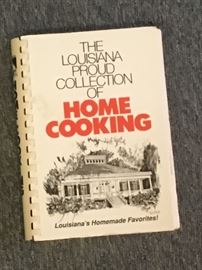 THE
LOUISIANA
PROUD
COLLECTION
OF
HOME
COOKING
Louisiana's Homemade Favorites!